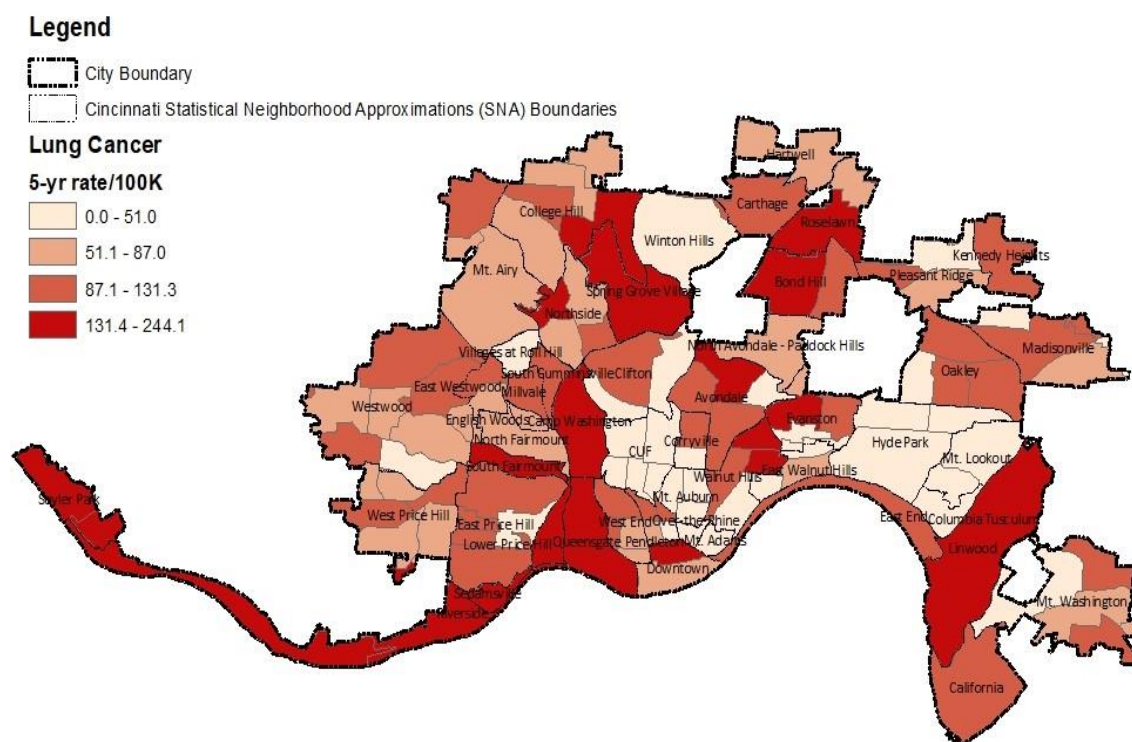 Legend
City Boundary
Cincinnati Statistical Neighborhood Approximations (SNA) Boundaries
Lung Cancer
5-yr rate/100K
0.0 - 51.0
51.1 - 87.0
87.1 - 131.3
131.4 - 244.1
Hartwell
Carthage
College Hill
Roselawn
Winton Hills
Kennedy Heights
Mt. Airy
Pleasant Ridge
Bond Hill
Spring Grove Village
Northside
North Avondale - Paddock Hills
Madisonville
Villages at Roll Hill
Oakley
South Cumminsville
Clifton
East Westwood
Millvale
Avondale
Westwood
English Woods
Camp Washington
Evanston
North Fairmount
Corryville
Hyde Park
CUF
Mt. Lookout
South Fairmount
Walnut Hills
East Walnut Hills
Sayler Park
Mt. Auburn
West Price Hill
East Price Hill
West End
Over-the-Rhine
East End
Columbia Tusculum
Lower Price Hill
Queensgate
Pendleton
Mt. Adams
Linwood
Downtown
Sedamsville
Mt. Washington
Riverside
California